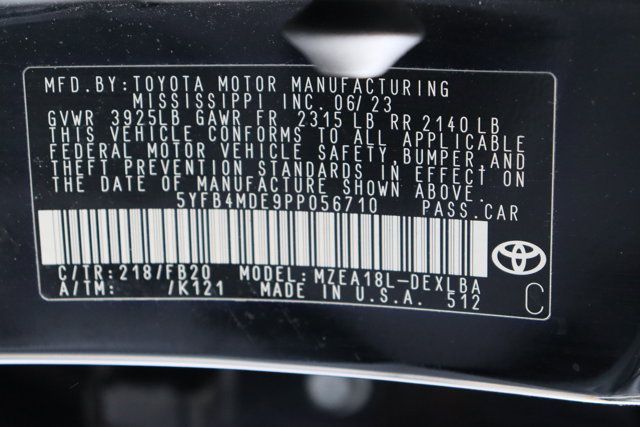 MFD. BY: TOYOTA MOTOR MANUFACTURING
MISSISSIPPI INC. 06/23
GVWR 3925LB GAWR FR 2315 LB RR 2140 LB
THIS VEHICLE CONFORMS TO ALL APPLICABLE
FEDERAL MOTOR VEHICLE SAFETY, BUMPER AND
THEFT PREVENTION STANDARDS IN EFFECT ON
THE DATE OF MANUFACTURE SHOWN ABOVE.
5YFB4MDE9PP056710 PASS. CAR
C/TR: 218/FB20 MODEL: MZEA18L-DEXLBA
A/TM: /K121 MADE IN U.S.A. 512
C